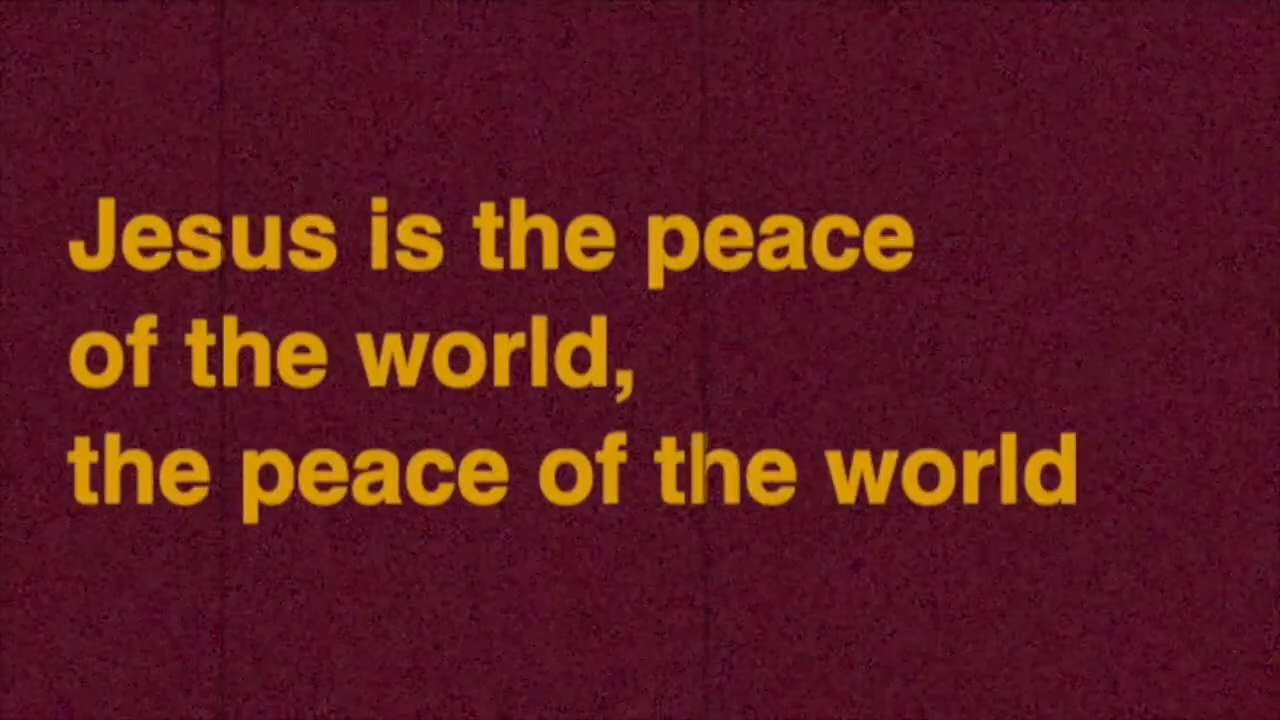 Jesus is the peace
of the world,
the peace of the world